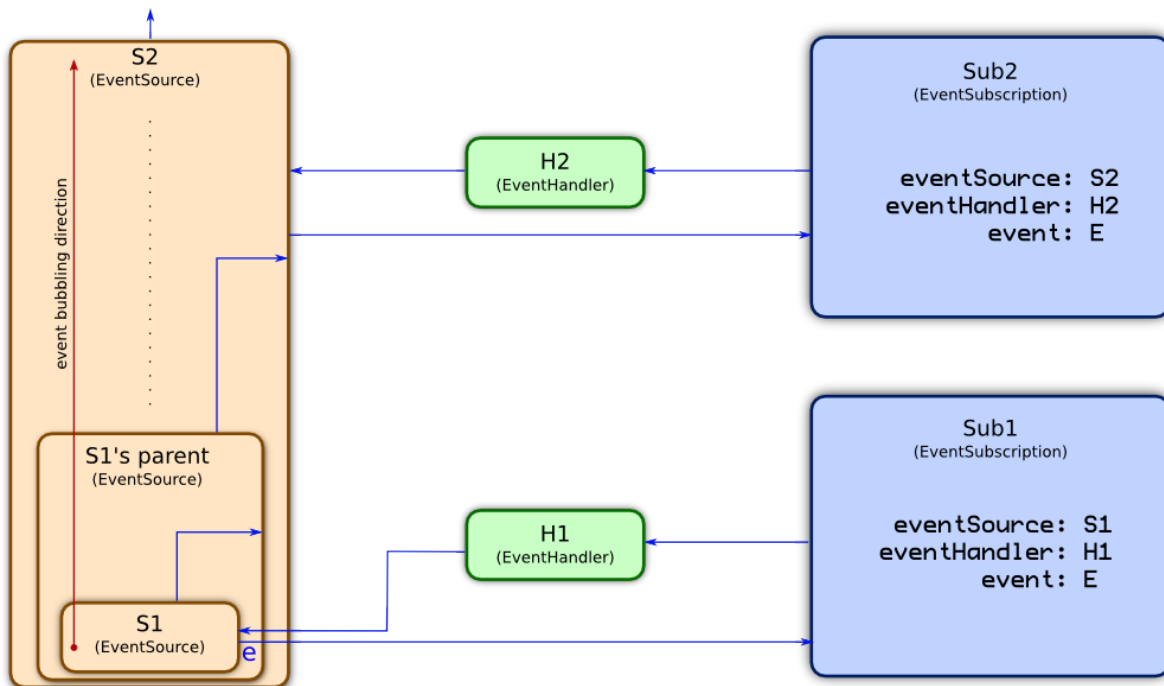 S2
(EventSource)
event bubbling direction
S1's parent
(EventSource)
S1
(EventSource)
e
H2
(EventHandler)
H1
(EventHandler)
Sub2
(EventSubscription)
eventSource: S2
eventHandler: H2
event: E
Sub1
(EventSubscription)
eventSource: S1
eventHandler: H1
event: E